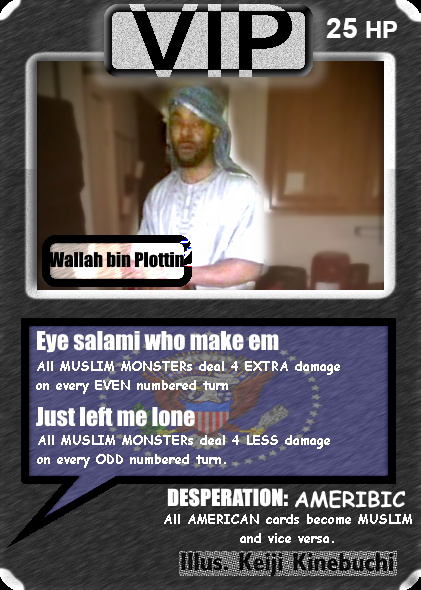 VIP
25 HP
Wallah bin Plottin
Eye salami who make em
All MUSLIM MONSTERs deal 4 EXTRA damage
on every EVEN numbered turn
Just left me lone
All MUSLIM MONSTERs deal 4 LESS damage
on every ODD numbered turn.
DESPERATION: AMERIBIC
All AMERICAN cards become MUSLIM
and vice versa.
Illus. Keiji Kinebuchi